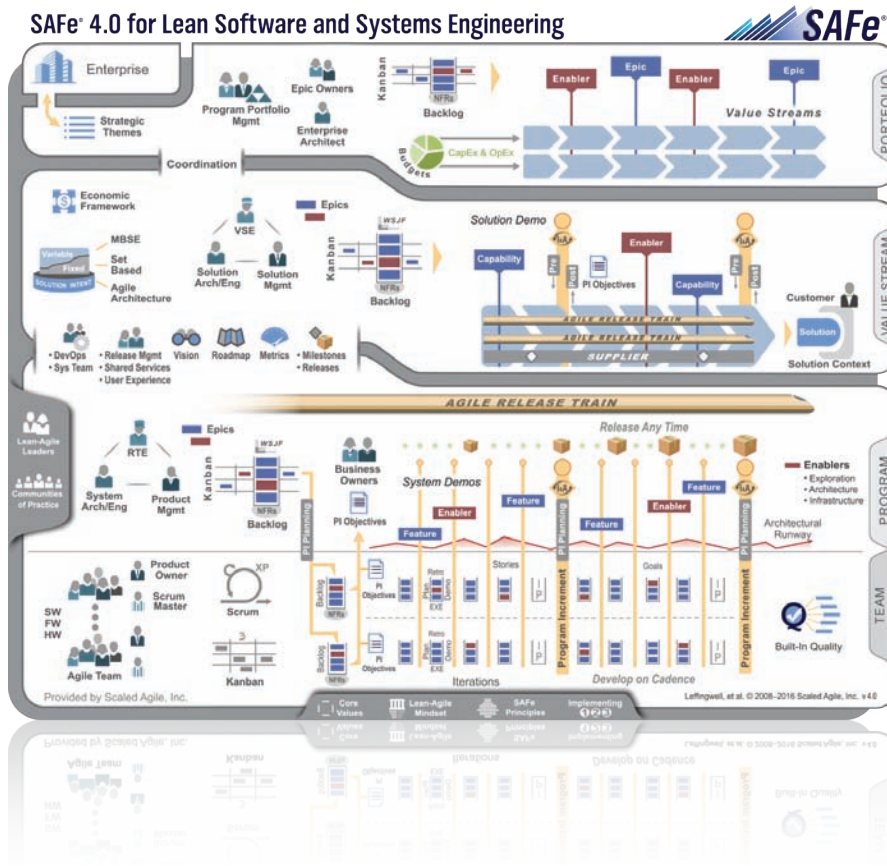 SAFe® 4.0 for Lean Software and Systems Engineering
SAFe®
Enterprise
Strategic
Themes
Program Portfolio
Mgmt
Epic Owners
Enterprise
Architect
Kanban
NFRs
Backlog
Budgets
CapEx & OpEx
Enabler
Epic
Enabler
Epic
Value Streams
PORTFOLIO
Coordination
Economic
Framework
Variable
Fixed
SOLUTION INTENT
MBSE
Set
Based
Agile
Architecture
VSE
Solution
Arch/Eng
Solution
Mgmt
Epics
Kanban
WSJF
NFRs
Backlog
Solution Demo
Capability
Pre
Post
PI Objectives
Enabler
Capability
Pre
Post
AGILE RELEASE TRAIN
AGILE RELEASE TRAIN
SUPPLIER
Customer
Solution
Solution Context
VALUE STREAM
• DevOps
• Sys Team
• Release Mgmt
• Shared Services
• User Experience
Vision
Roadmap
Metrics
• Milestones
• Releases
Lean-Agile
Leaders
Communities
of Practice
AGILE RELEASE TRAIN
Release Any Time
RTE
System
Arch/Eng
Product
Mgmt
Epics
Kanban
WSJF
NFRs
Backlog
PI Planning
Business
Owners
PI Objectives
System Demos
Feature
Enabler
Feature
PI Planning
Feature
Enabler
Feature
PI Planning
Enablers
• Exploration
• Architecture
• Infrastructure
Architectural
Runway
PROGRAM
SW
FW
HW
Agile Team
Product
Owner
Scrum
Master
XP
Scrum
Kanban
Backlog
NFRs
PI
Objectives
Plan
Retro
Demo
EXE
Stories
I
P
Program Increment
Goals
I
P
Program Increment
Backlog
NFRs
PI
Objectives
Plan
Retro
Demo
EXE
I
P
I
P
Iterations
Develop on Cadence
Built-In Quality
TEAM
Provided by Scaled Agile, Inc.
Leffingwell, et al. © 2008–2016 Scaled Agile, Inc. v4.0
Core
Values
Lean-Agile
Mindset
SAFe
Principles
Implementing
1 2 3